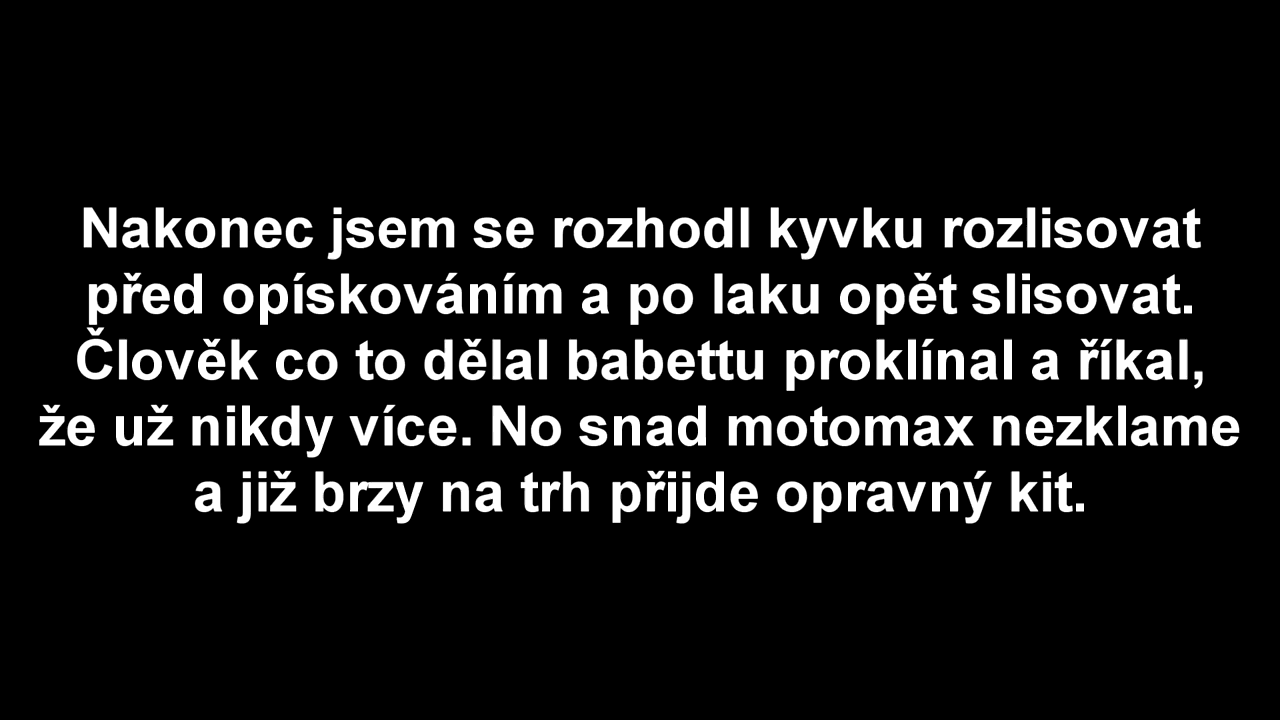 Nakonec jsem se rozhodl kyvku rozlisovat
před opískováním a po laku opět slisovat.
Člověk co to dělal babettu proklínal a říkal,
že už nikdy více. No snad motomax nezklame
a již brzy na trh přijde opravný kit.